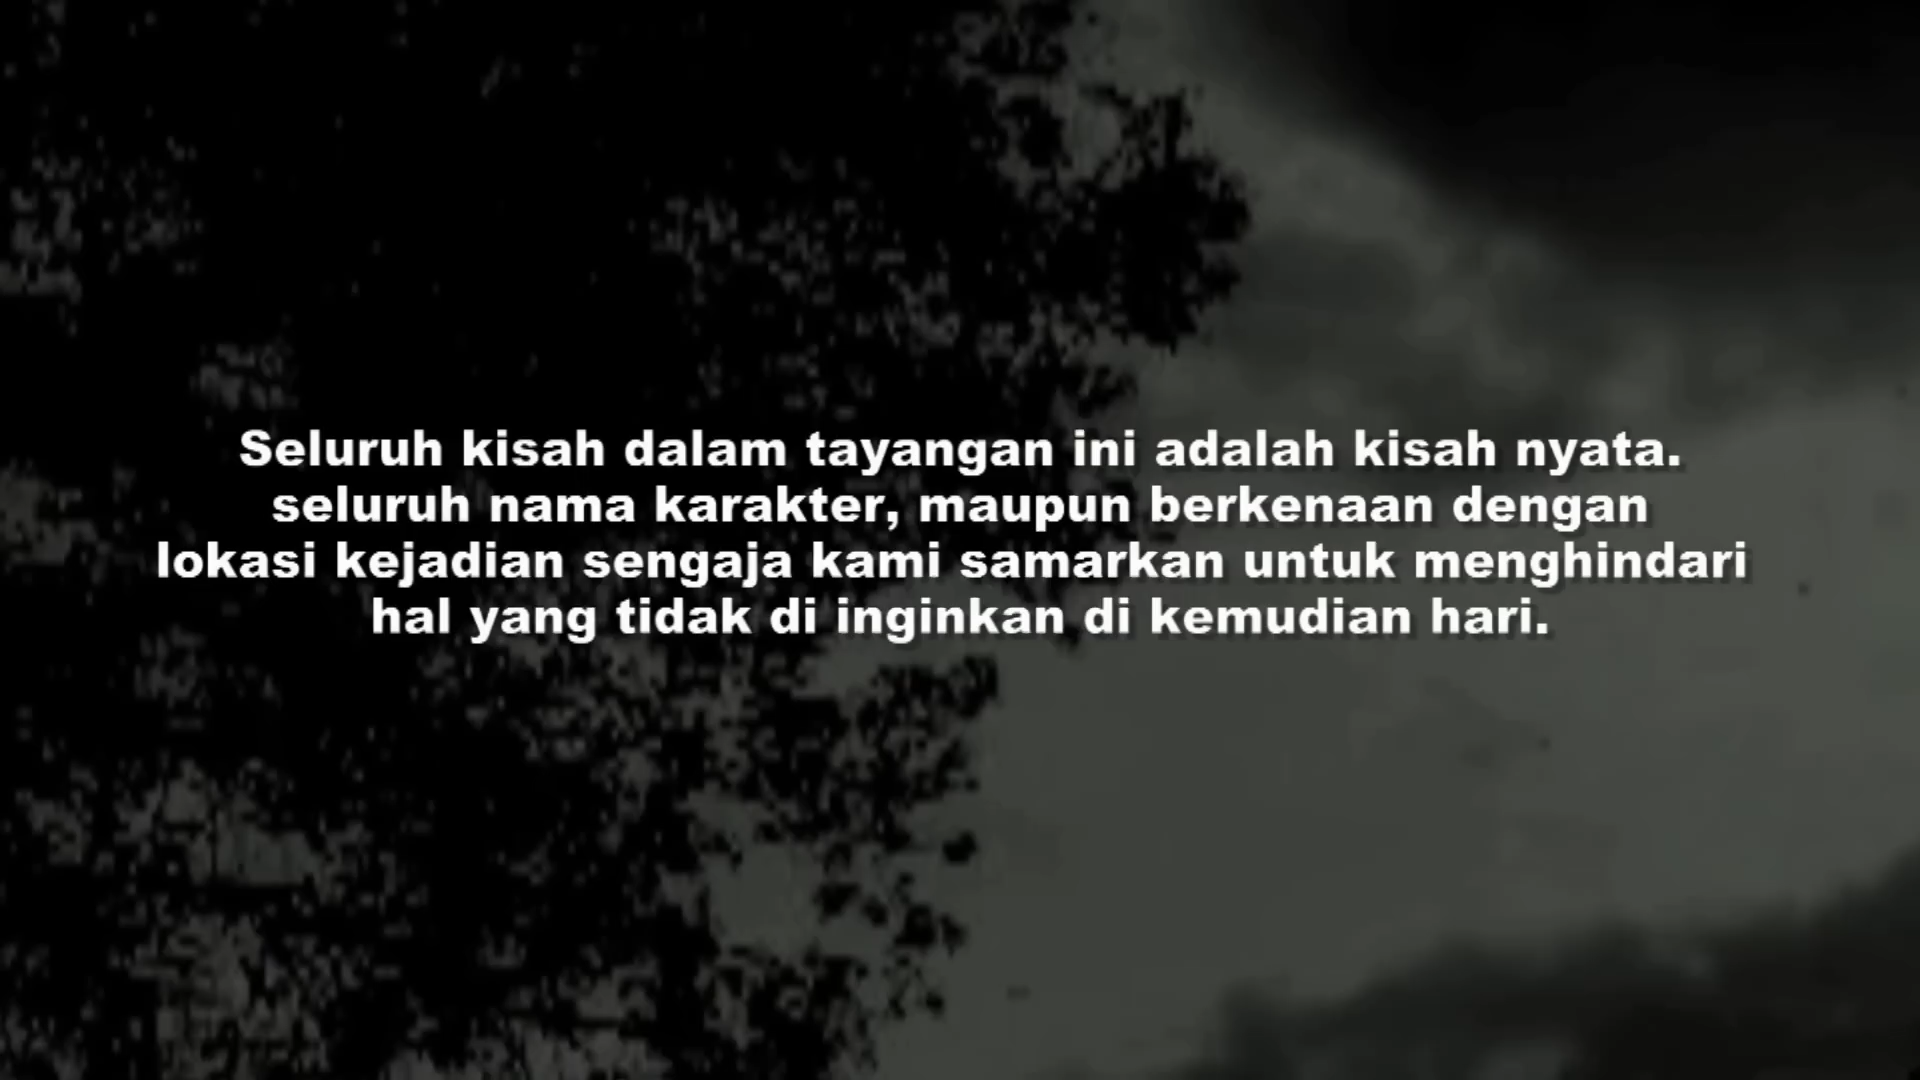 Seluruh kisah dalam tayangan ini adalah kisah nyata.
seluruh nama karakter, maupun berkenaan dengan
lokasi kejadian sengaja kami samarkan untuk menghindari
hal yang tidak di inginkan di kemudian hari.